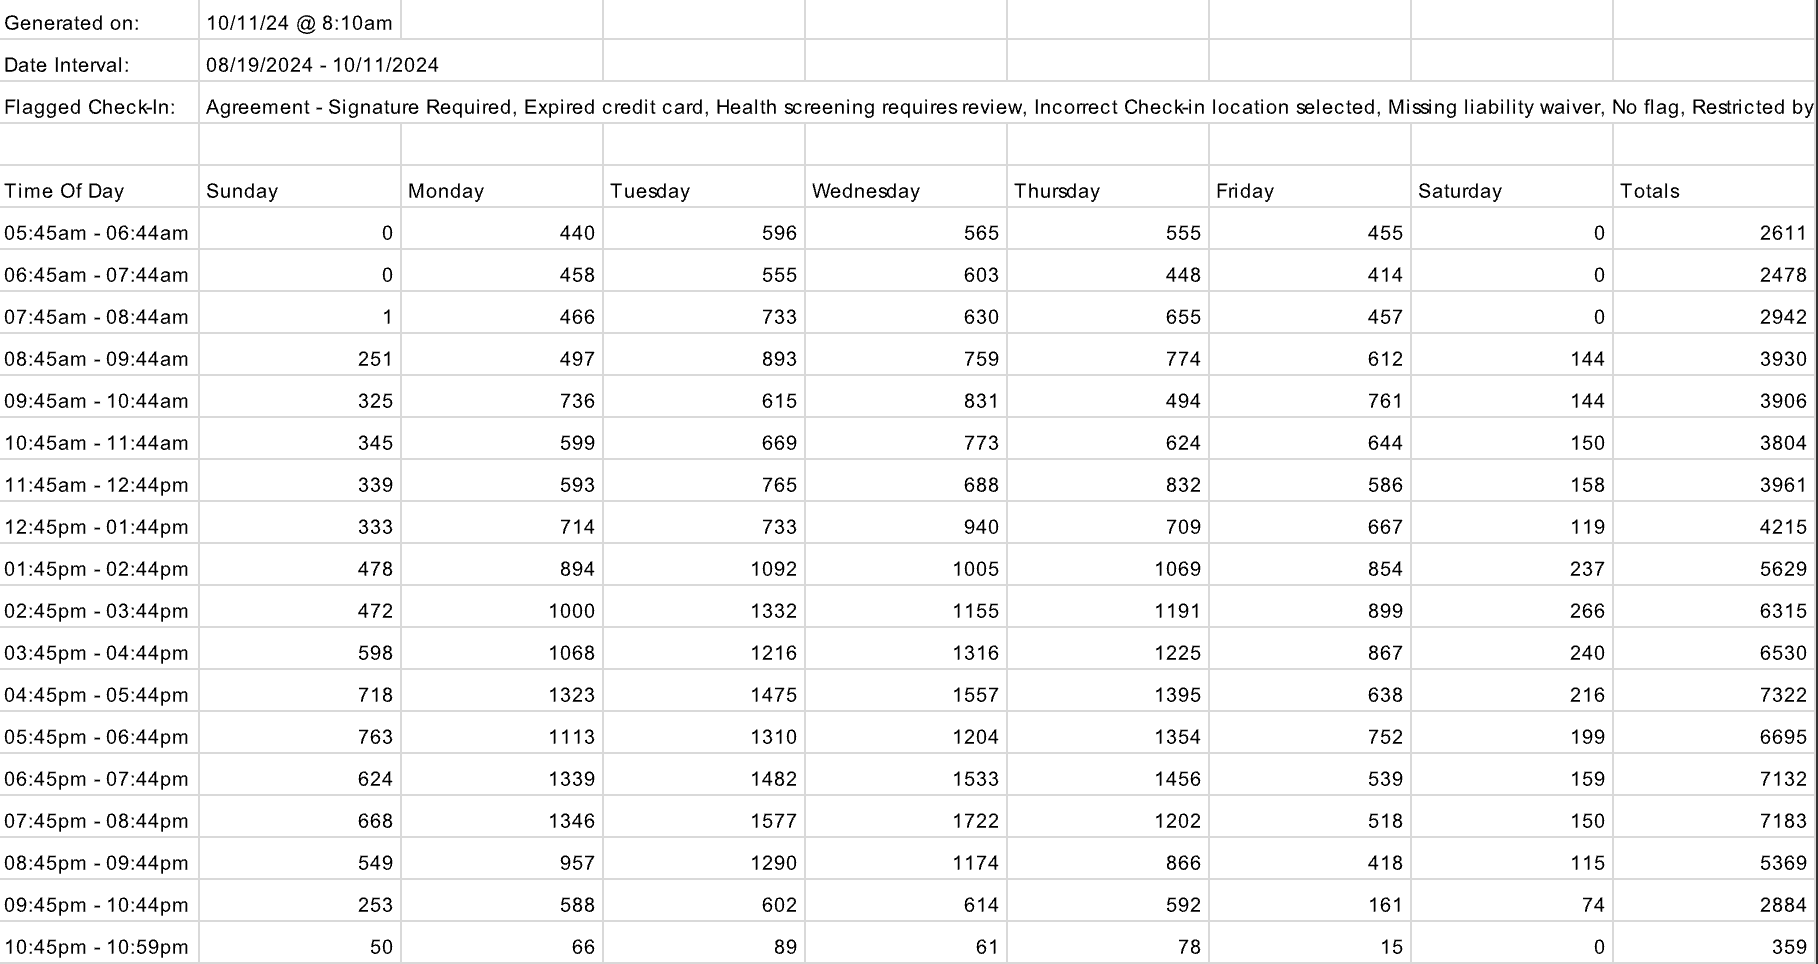 Generated on: 10/11/24 @ 8:10am
Date Interval: 08/19/2024 - 10/11/2024
Flagged Check-In: Agreement - Signature Required, Expired credit card, Health screening requires review, Incorrect Check-in location selected, Missing liability waiver, No flag, Restricted by
Time Of Day Sunday Monday Tuesday Wednesday Thursday Friday Saturday Totals
05:45am - 06:44am 0 440 596 565 555 455 0 2611
06:45am - 07:44am 0 458 555 603 448 414 0 2478
07:45am - 08:44am 1 466 733 630 655 457 0 2942
08:45am - 09:44am 251 497 893 759 774 612 144 3930
09:45am - 10:44am 325 736 615 831 494 761 144 3906
10:45am - 11:44am 345 599 669 773 624 644 150 3804
11:45am - 12:44pm 339 593 765 688 832 586 158 3961
12:45pm - 01:44pm 333 714 733 940 709 667 119 4215
01:45pm - 02:44pm 478 894 1092 1005 1069 854 237 5629
02:45pm - 03:44pm 472 1000 1332 1155 1191 899 266 6315
03:45pm - 04:44pm 598 1068 1216 1316 1225 867 240 6530
04:45pm - 05:44pm 718 1323 1475 1557 1395 638 216 7322
05:45pm - 06:44pm 763 1113 1310 1204 1354 752 199 6695
06:45pm - 07:44pm 624 1339 1482 1533 1456 539 159 7132
07:45pm - 08:44pm 668 1346 1577 1722 1202 518 150 7183
08:45pm - 09:44pm 549 957 1290 1174 866 418 115 5369
09:45pm - 10:44pm 253 588 602 614 592 161 74 2884
10:45pm - 10:59pm 50 66 89 61 78 15 0 359